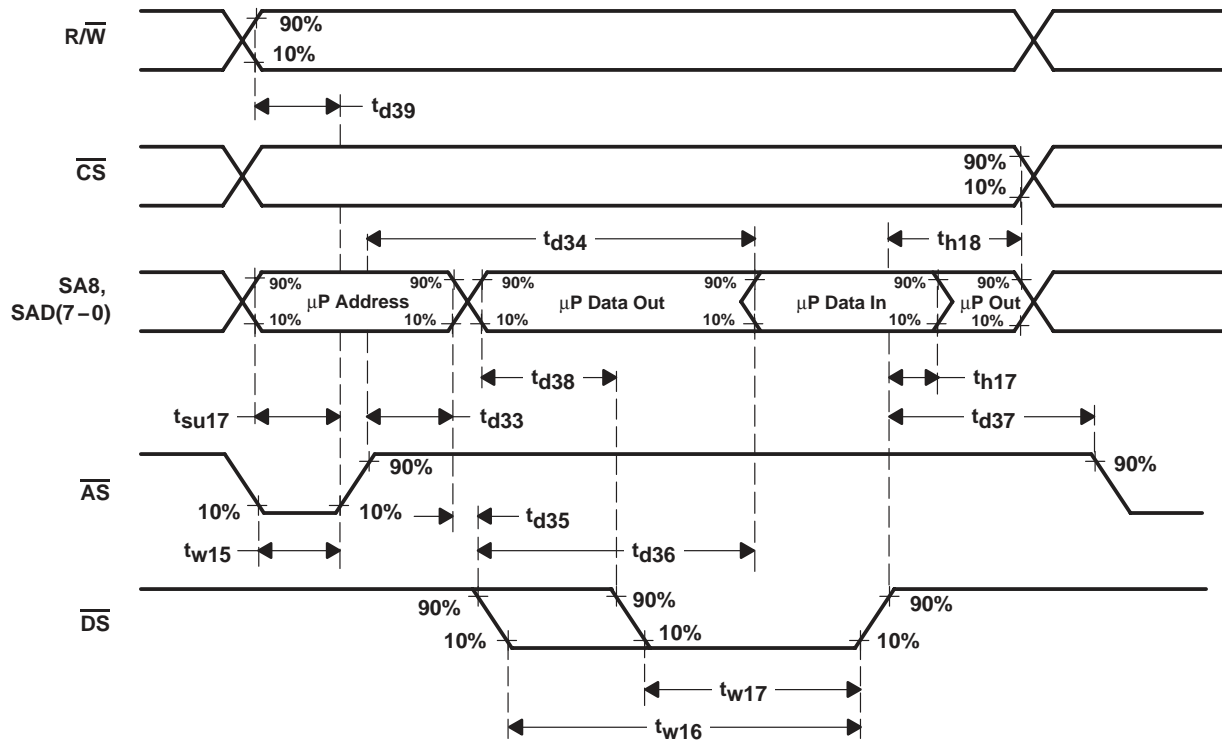 R/W
90%
10%
td39
CS
90%
10%
td34
th18
SA8,
SAD(7–0)
90%
10%
μP Address
90%
10%
90%
10%
μP Data Out
90%
10%
μP Data In
90%
10%
90%
μP Out
10%
td38
th17
tsu17
td33
td37
AS
10%
90%
10%
90%
td35
tw15
td36
DS
90%
10%
90%
10%
90%
10%
tw17
tw16